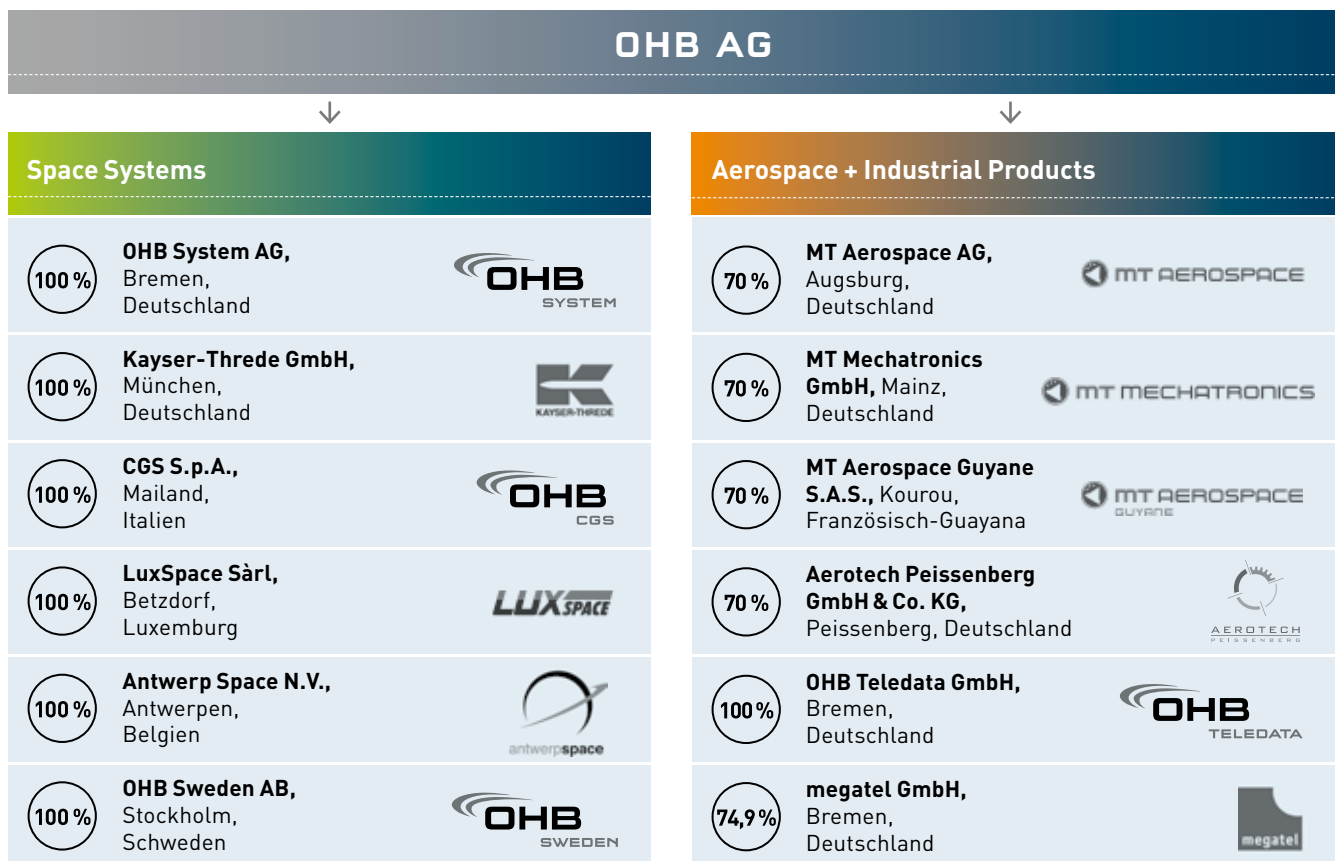 OHB AG
Space Systems
100 %
OHB System AG,
Bremen,
Deutschland
OHB
SYSTEM
100 %
Kayser-Threde GmbH,
München,
Deutschland
KAYSER-THREDE
100 %
CGS S.p.A.,
Mailand,
Italien
OHB
CGS
100 %
LuxSpace Sàrl,
Betzdorf,
Luxemburg
LUXSPACE
100 %
Antwerp Space N.V.,
Antwerpen,
Belgien
antwerpspace
100 %
OHB Sweden AB,
Stockholm,
Schweden
OHB
SWEDEN
Aerospace + Industrial Products
70 %
MT Aerospace AG,
Augsburg,
Deutschland
MT AEROSPACE
70 %
MT Mechatronics
GmbH, Mainz,
Deutschland
MT MECHATRONICS
70 %
MT Aerospace Guyane
S.A.S., Kourou,
Französisch-Guayana
MT AEROSPACE
GUYANE
70 %
Aerotech Peissenberg
GmbH & Co. KG,
Peissenberg, Deutschland
AEROTECH
PEISSENBERG
100 %
OHB Teledata GmbH,
Bremen,
Deutschland
OHB
TELEDATA
74,9 %
megatel GmbH,
Bremen,
Deutschland
megatel